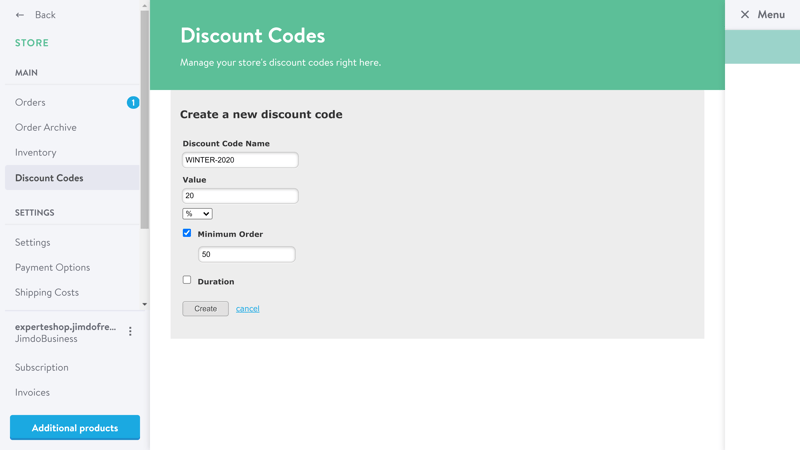 Back
STORE
MAIN
Orders 1
Order Archive
Inventory
Discount Codes
SETTINGS
Settings
Payment Options
Shipping Costs
experteshop.jimdofre...
JimdoBusiness
Subscription
Invoices
Additional products
Discount Codes
Manage your store's discount codes right here.
Create a new discount code
Discount Code Name
WINTER-2020
Value
20
%
Minimum Order
50
Duration
Create cancel
Menu